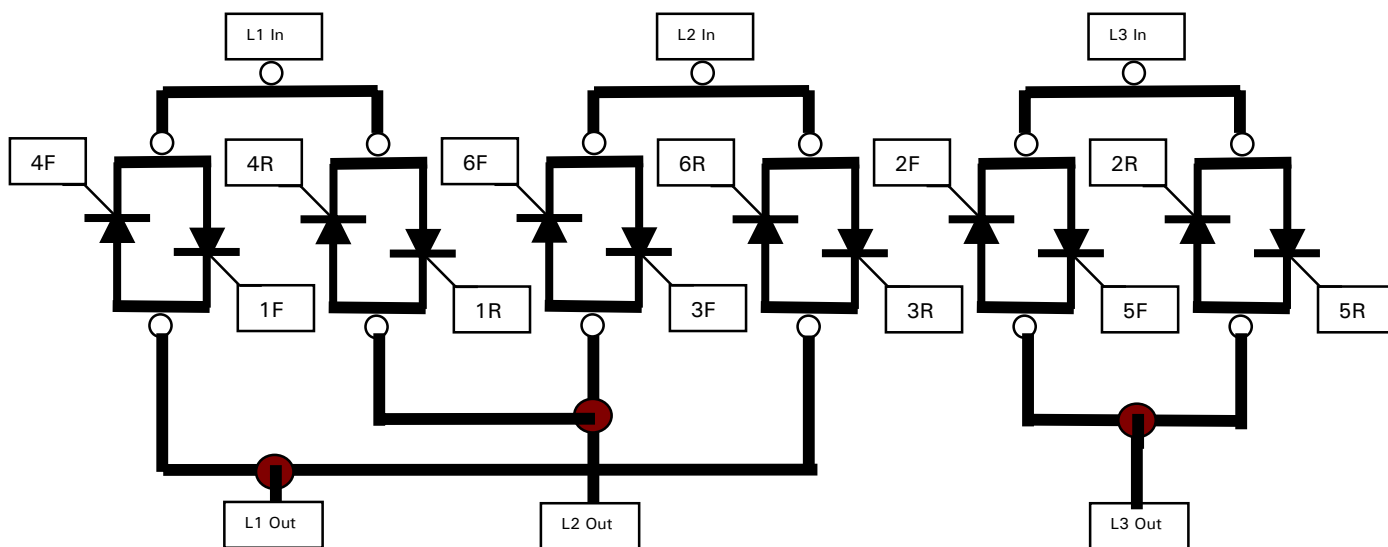 L1 In
L2 In
L3 In
4F
4R
6F
6R
2F
2R
1F
1R
3F
3R
5F
5R
L1 Out
L2 Out
L3 Out